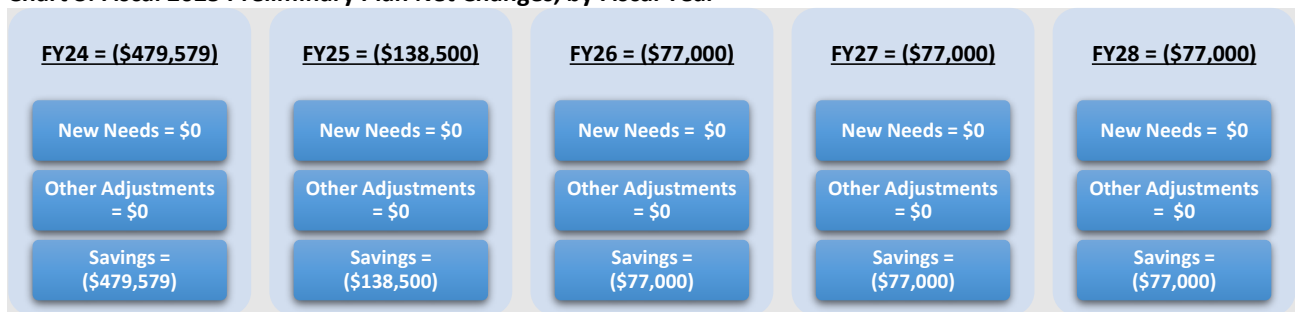 FY24 = ($479,579)
New Needs = $0
Other Adjustments
= $0
Savings =
($479,579)
FY25 = ($138,500)
New Needs = $0
Other Adjustments
= $0
Savings =
($138,500)
FY26 = ($77,000)
New Needs =  $0
Other Adjustments
= $0
Savings =
($77,000)
FY27 = ($77,000)
New Needs = $0
Other Adjustments
= $0
Savings =
($77,000)
FY28 = ($77,000)
New Needs =  $0
Other Adjustments
=  $0
Savings =
($77,000)